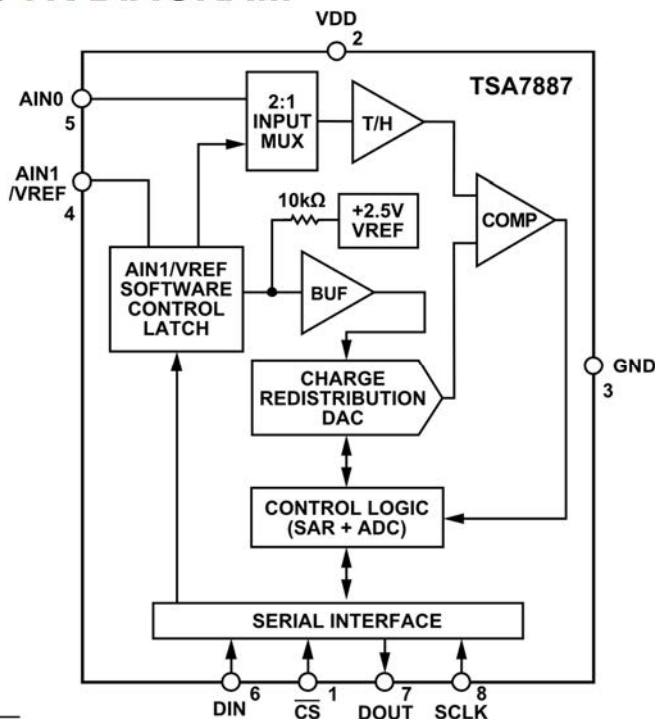 VDD
2
TSA7887
AIN0
5
2:1
INPUT
MUX
T/H
AIN1
/VREF
4
10kΩ
+2.5V
VREF
COMP
AIN1/VREF
SOFTWARE
CONTROL
LATCH
BUF
GND
3
CHARGE
REDISTRIBUTION
DAC
CONTROL LOGIC
(SAR + ADC)
SERIAL INTERFACE
DIN
6
CS
1
DOUT
7
SCLK
8